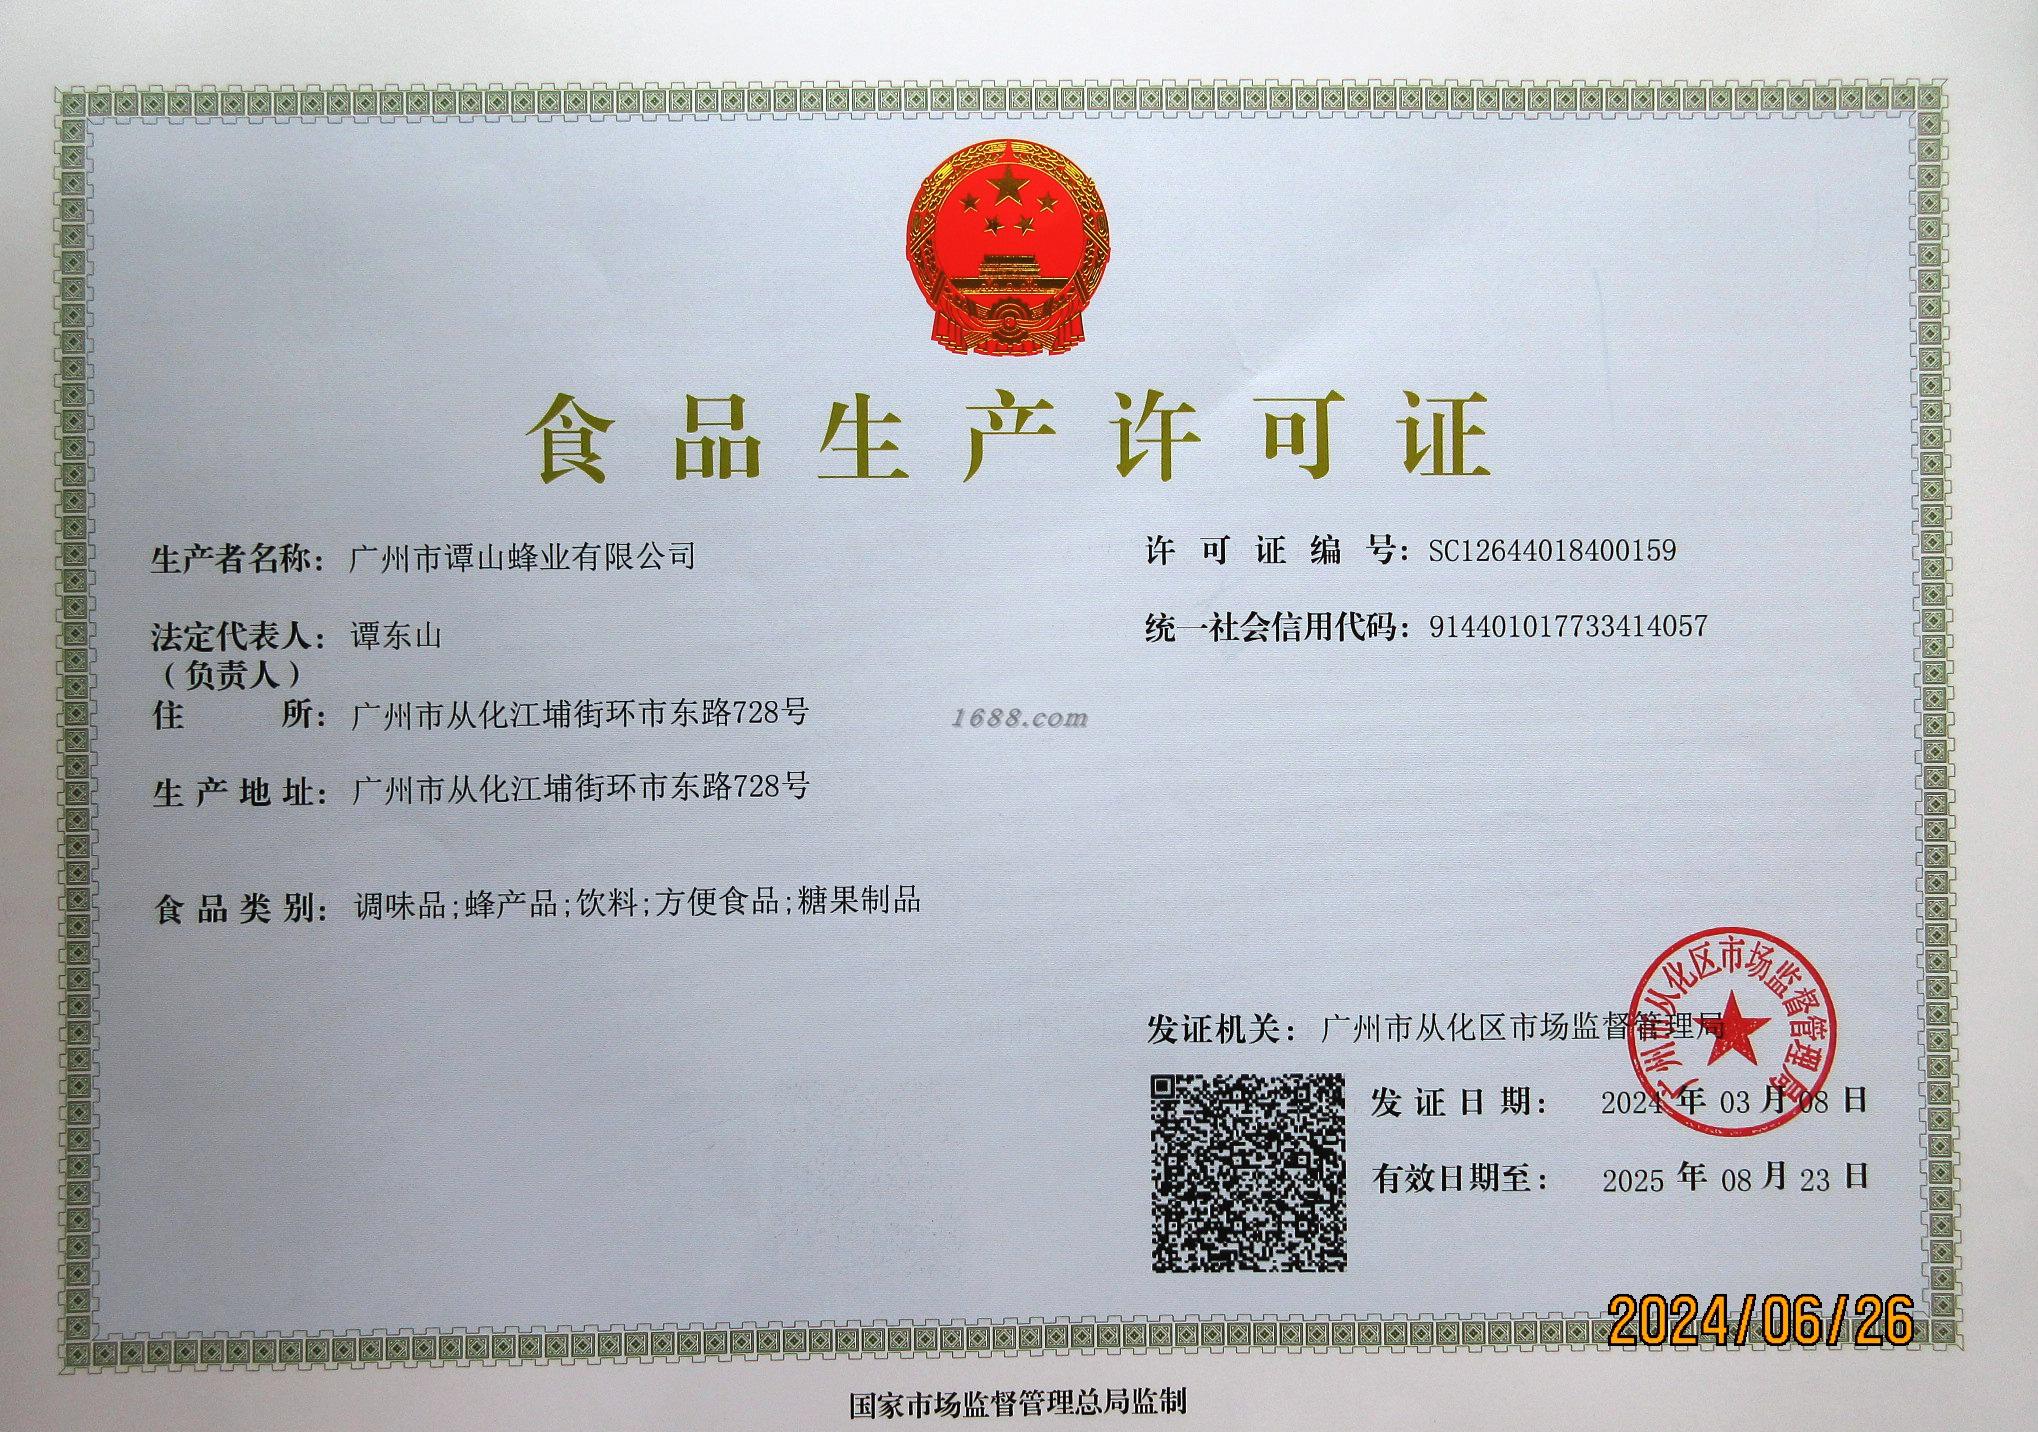 食品生产许可证
生产者名称：广州市谭山蜂业有限公司
许可证编号：SC12644018400159
法定代表人：谭东山
（负责人）
统一社会信用代码：914401017733414057
住所：广州市从化江埔街环市东路728号
1688.com
生产地址：广州市从化江埔街环市东路728号
食品类别：调味品;蜂产品;饮料;方便食品;糖果制品
发证机关：广州市从化区市场监督管理局
广州市从化区市场监督管理局
发证日期：2024年03月08日
有效日期至：2025年08月23日
2024/06/26
国家市场监督管理总局监制